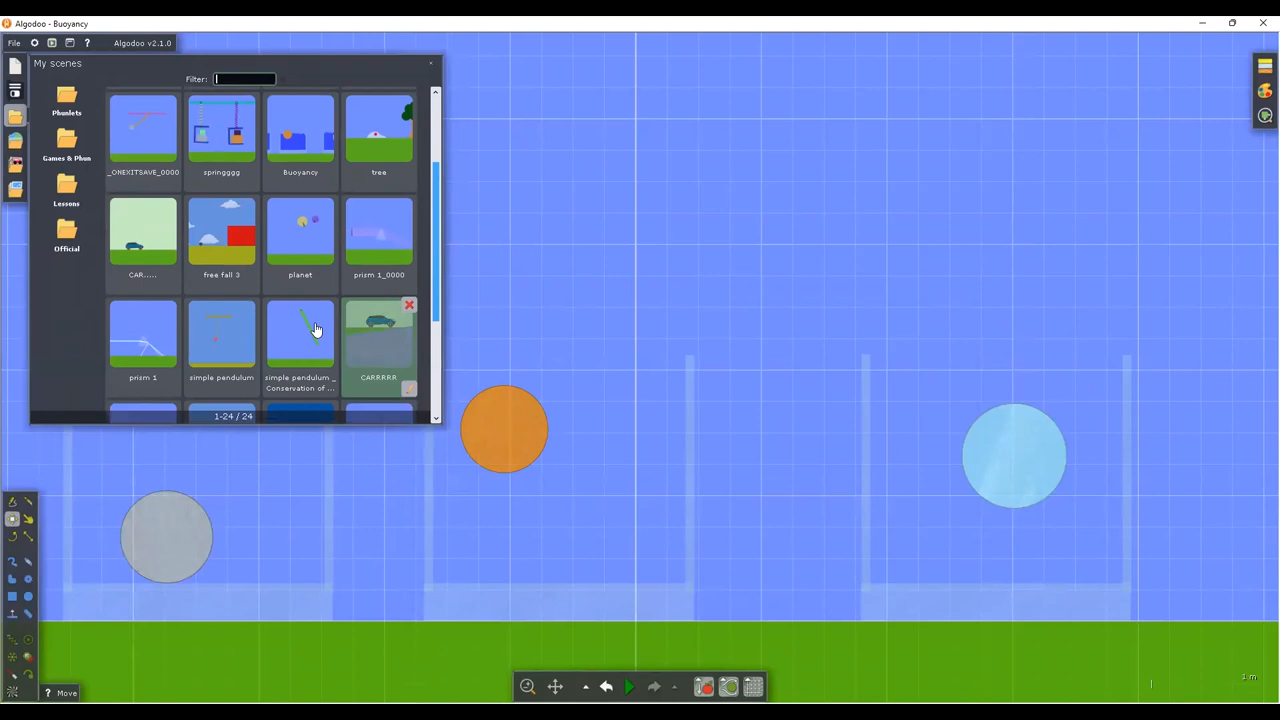 Algodoo - Buoyancy
File
?
Algodoo v2.1.0
My scenes
Filter:
Phunlets
Games & Phun
Lessons
Official
_ONEXITSAVE_0000
springggg
Buoyancy
tree
CAR.....
free fall 3
planet
prism 1_0000
prism 1
simple pendulum
simple pendulum _
Conservation of ...
CARRRRR
1-24 / 24
? Move
1 m